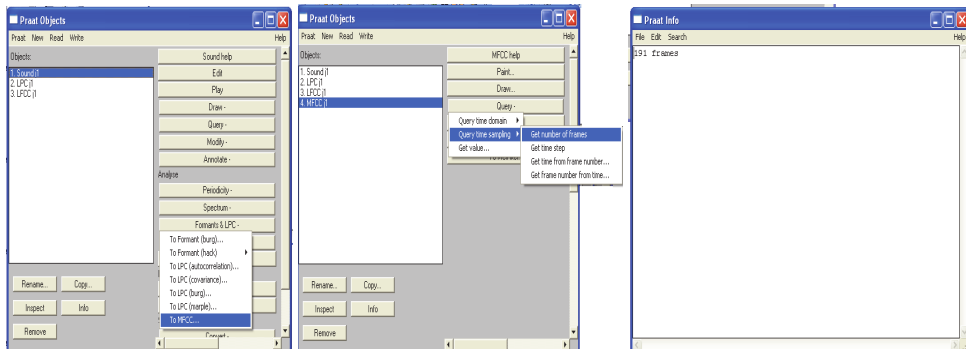 Praat Objects
Praat New Read Write
Objects:
1. Sound j1
2. LPC j1
3. LFCC j1
Sound help
Edit
Play
Draw -
Query -
Modify -
Annotate -
Analyse
Periodicity -
Spectrum -
Formants & LPC -
To Formant (burg)...
To Formant (hack)
To LPC (autocorrelation)...
To LPC (covariance)...
To LPC (burg)...
To LPC (marple)...
To MFCC...
Convert -
Rename... Copy...
Inspect Info
Remove
Praat Objects
Praat New Read Write Help
Objects:
1. Sound j1
2. LPC j1
3. LFCC j1
4. MFCC j1
MFCC help
Paint...
Draw...
Query -
Query time domain
Query time sampling
Get value...
Get number of frames
Get time step
Get time from frame number...
Get frame number from time...
Rename... Copy...
Inspect Info
Remove
Praat Info
File Edit Search Help
191 frames